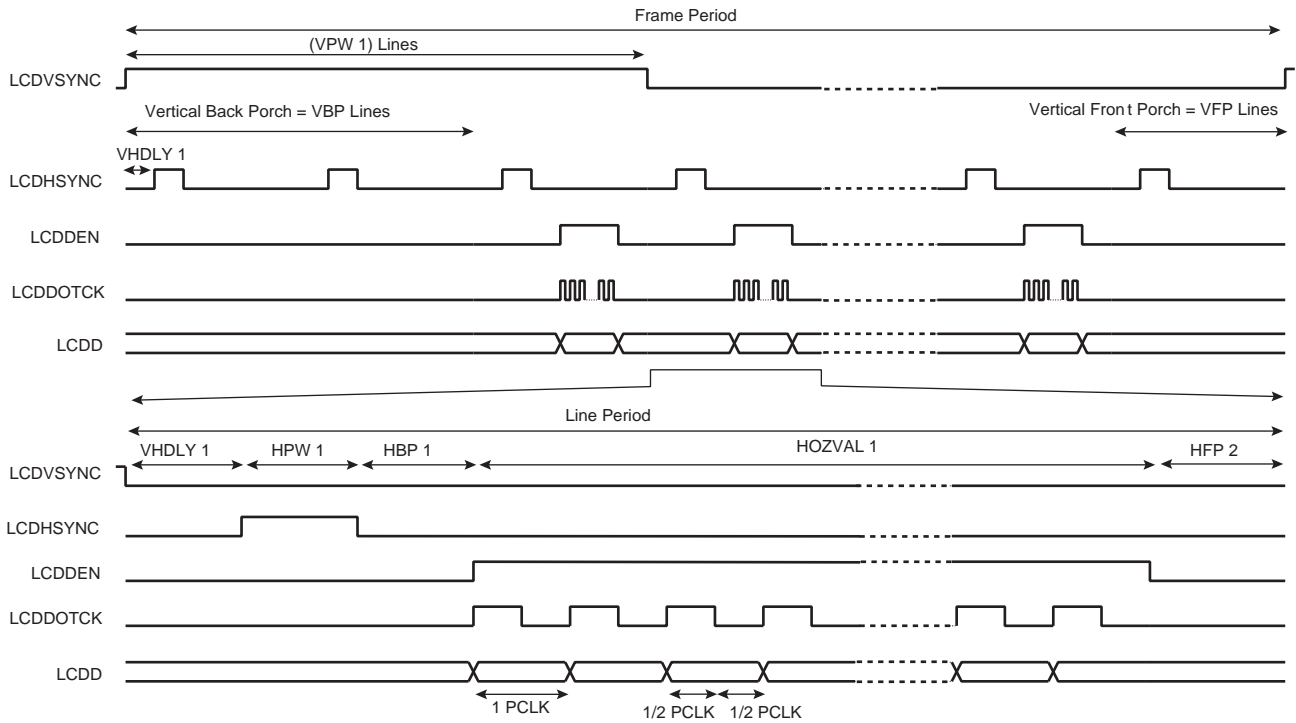 Frame Period
(VPW 1) Lines
LCDVSYNC
Vertical Back Porch = VBP Lines
Vertical Front Porch = VFP Lines
VHDLY 1
LCDHSYNC
LCDDEN
LCDDOTCK
LCDD
Line Period
VHDLY 1 HPW 1 HBP 1 HOZVAL 1 HFP 2
LCDVSYNC
LCDHSYNC
LCDDEN
LCDDOTCK
LCDD
1 PCLK 1/2 PCLK 1/2 PCLK